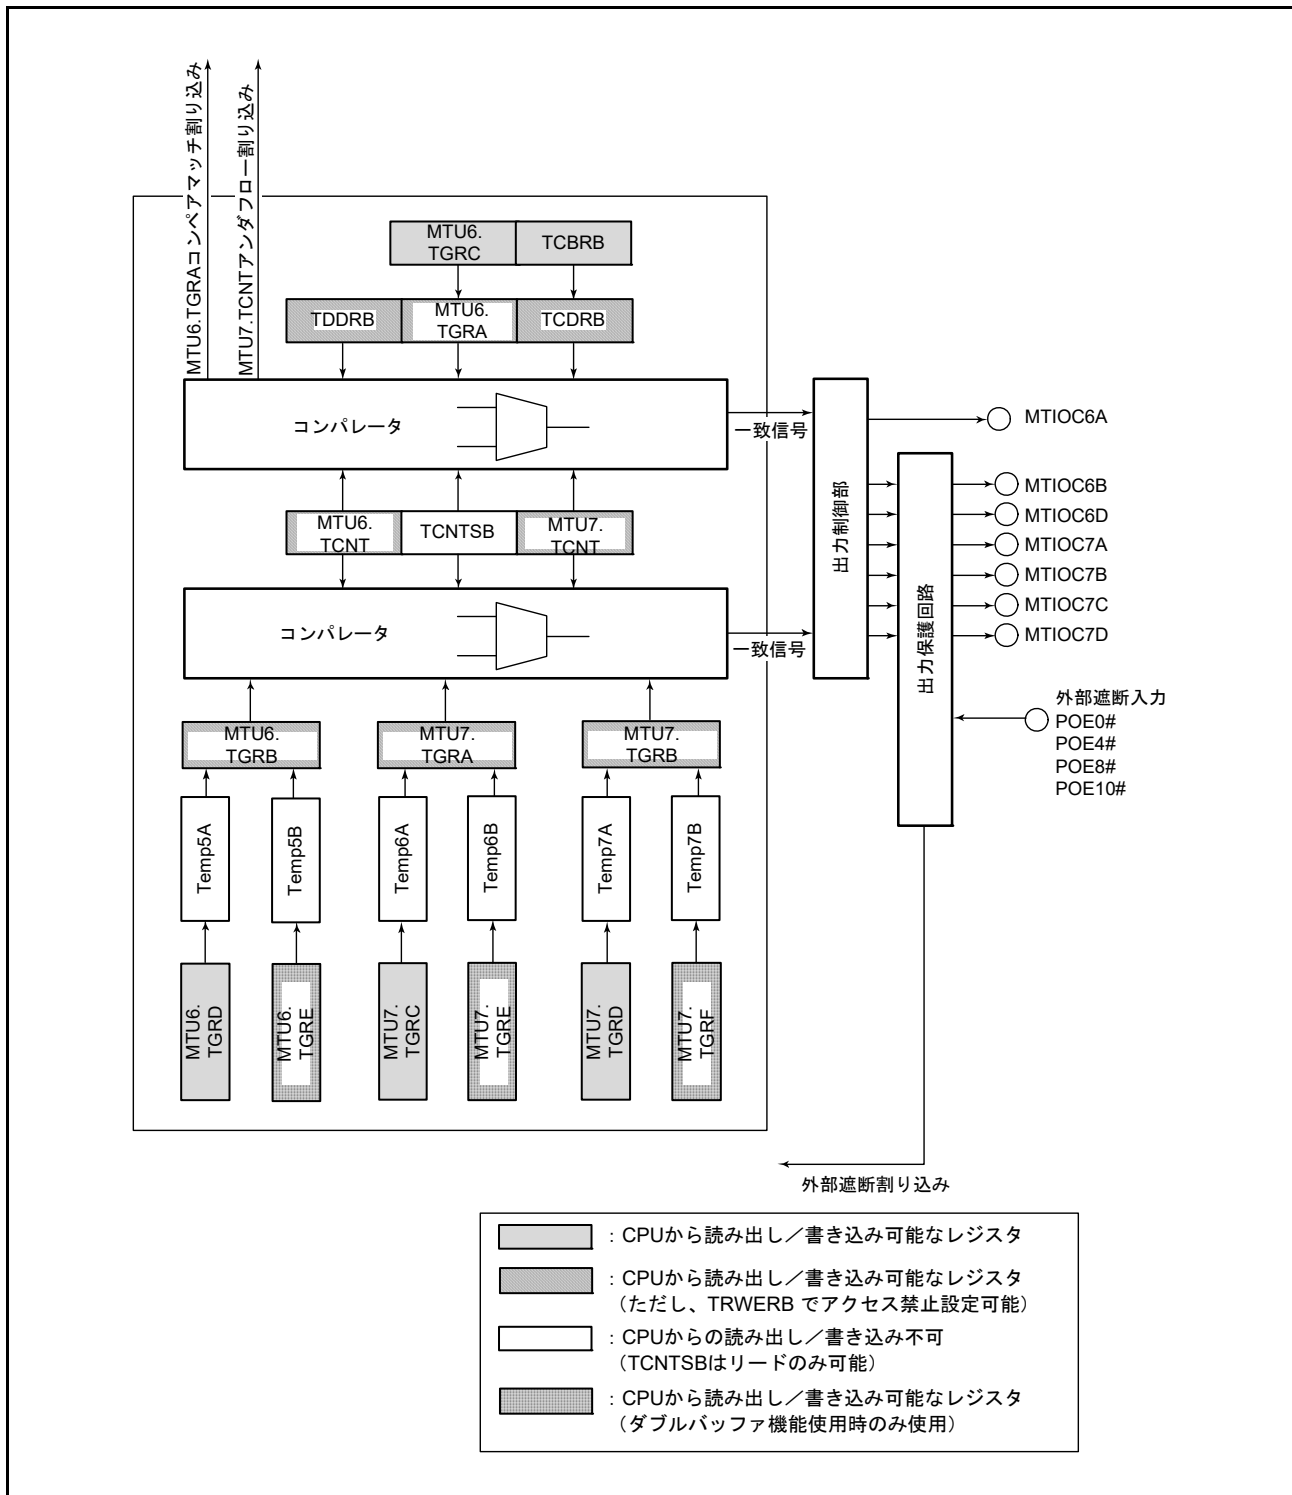 MTU6.TGRAコンペアマッチ割り込み
MTU7.TCNTアンダフロー割り込み
MTU6.
TGRC
TCBRB
TDDRB
MTU6.
TGRA
TCDRB
コンパレータ
一致信号
MTU6.
TCNT
TCNTSB
MTU7.
TCNT
コンパレータ
一致信号
出力制御部
出力保護回路
MTIOC6A
MTIOC6B
MTIOC6D
MTIOC7A
MTIOC7B
MTIOC7C
MTIOC7D
外部遮断入力
POE0#
POE4#
POE8#
POE10#
MTU6.
TGRB
MTU7.
TGRA
MTU7.
TGRB
Temp5A
Temp5B
Temp6A
Temp6B
Temp7A
Temp7B
MTU6.
TGRD
MTU6.
TGRE
MTU7.
TGRC
MTU7.
TGRE
MTU7.
TGRD
MTU7.
TGRF
外部遮断割り込み
：CPUから読み出し／書き込み可能なレジスタ
：CPUから読み出し／書き込み可能なレジスタ
（ただし、TRWERB でアクセス禁止設定可能）
：CPUからの読み出し／書き込み不可
（TCNTSBはリードのみ可能）
：CPUから読み出し／書き込み可能なレジスタ
（ダブルバッファ機能使用時のみ使用）